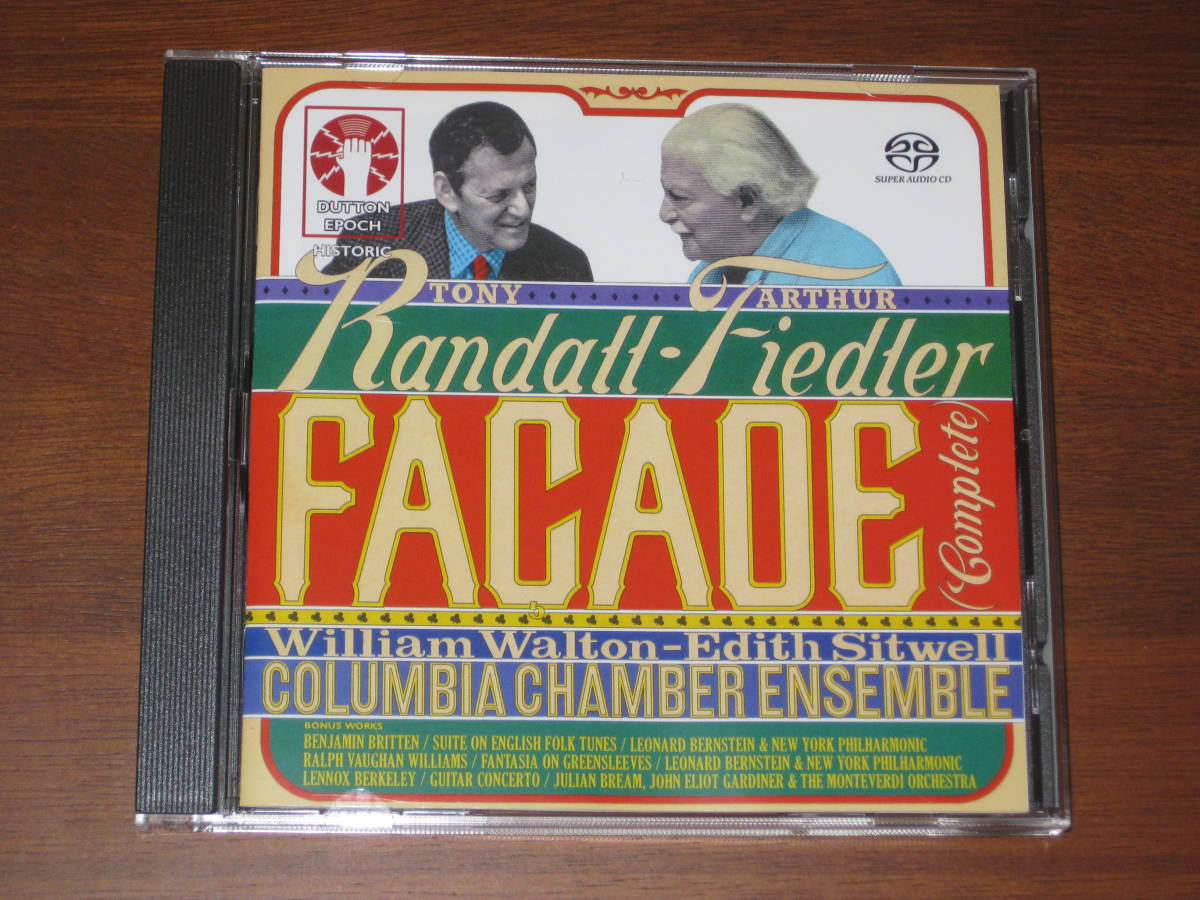 DUTTON
EPOCH
HISTORIC
SUPER AUDIO CD
TONY ARTHUR
Randall-Fiedler
FAÇADE
(Complete)
William Walton-Edith Sitwell
COLUMBIA CHAMBER ENSEMBLE
BONUS WORKS
BENJAMIN BRITTEN / SUITE ON ENGLISH FOLK TUNES / LEONARD BERNSTEIN & NEW YORK PHILHARMONIC
RALPH VAUGHAN WILLIAMS / FANTASIA ON GREENSLEEVES / LEONARD BERNSTEIN & NEW YORK PHILHARMONIC
LENNOX BERKELEY / GUITAR CONCERTO / JULIAN BREAM, JOHN ELIOT GARDINER & THE MONTEVERDI ORCHESTRA